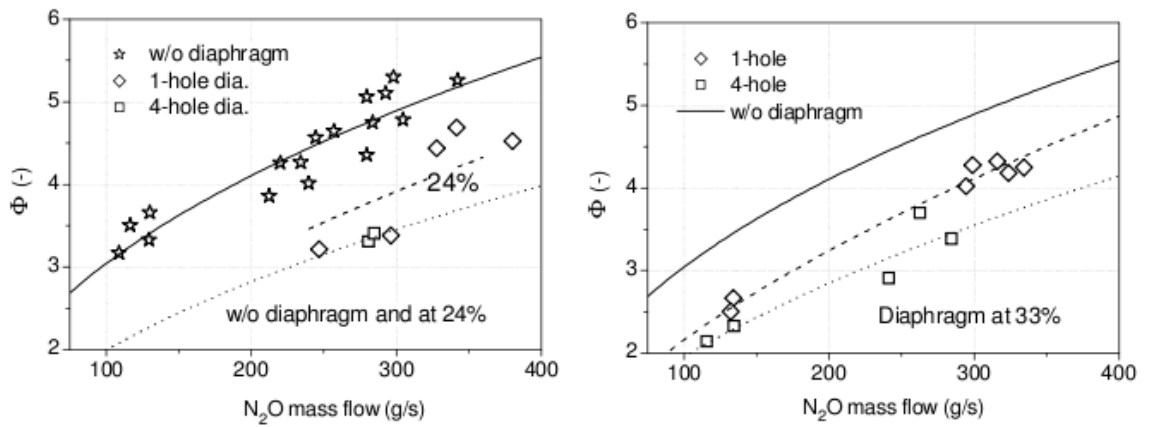 6
5
4
3
2
Φ (-)
w/o diaphragm
1-hole dia.
4-hole dia.
24%
w/o diaphragm and at 24%
100 200 300 400
N₂O mass flow (g/s)
6
5
4
3
2
Φ (-)
1-hole
4-hole
w/o diaphragm
Diaphragm at 33%
100 200 300 400
N₂O mass flow (g/s)